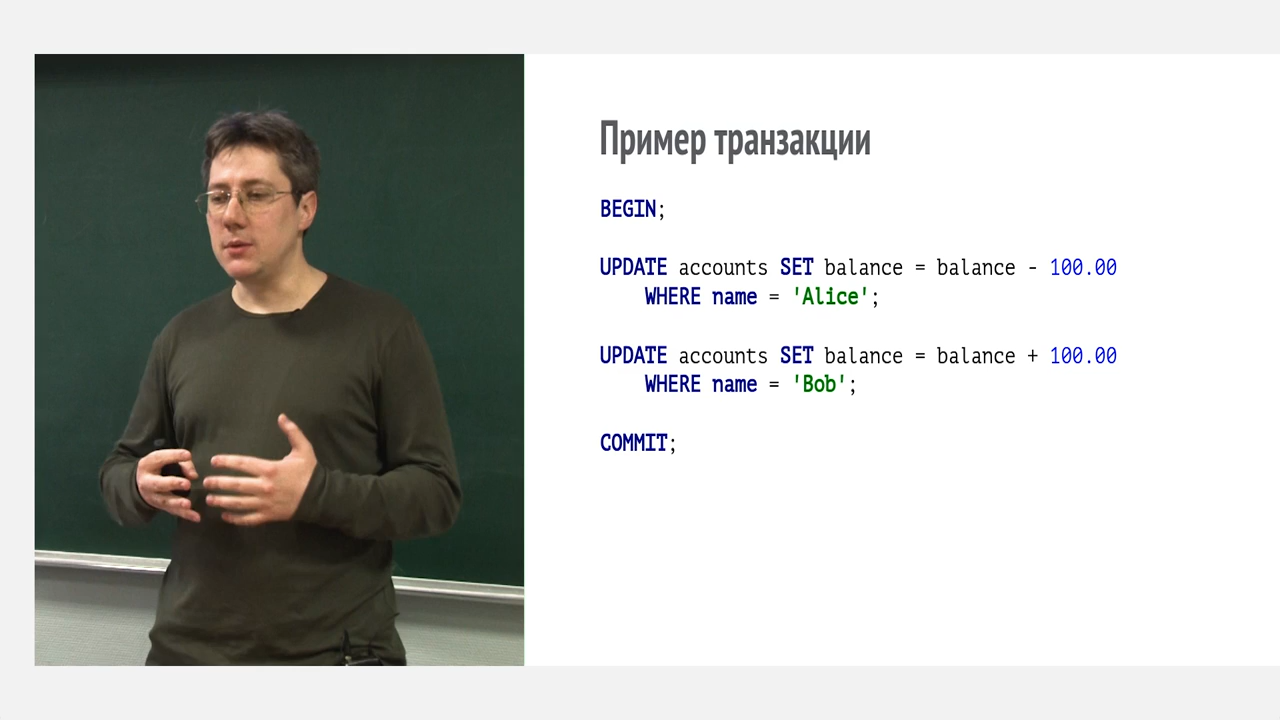 Пример транзакции
BEGIN;
UPDATE accounts SET balance = balance - 100.00
WHERE name = 'Alice';
UPDATE accounts SET balance = balance + 100.00
WHERE name = 'Bob';
COMMIT;